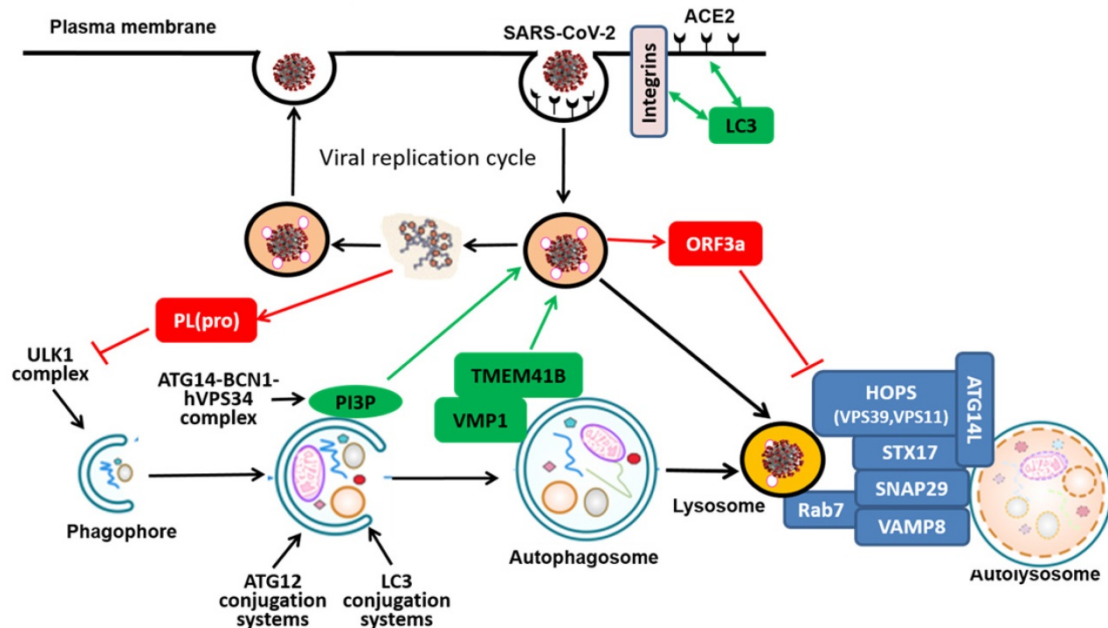 Plasma membrane
SARS-CoV-2
ACE2
Integrins
LC3
Viral replication cycle
ORF3a
PL(pro)
ULK1
complex
ATG14-BCN1-
hVPS34
complex
PI3P
TMEM41B
VMP1
HOPS
(VPS39,VPS11)
ATG14L
STX17
SNAP29
VAMP8
Rab7
Lysosome
Phagophore
Autophagosome
Autolysosome
ATG12
conjugation
systems
LC3
conjugation
systems